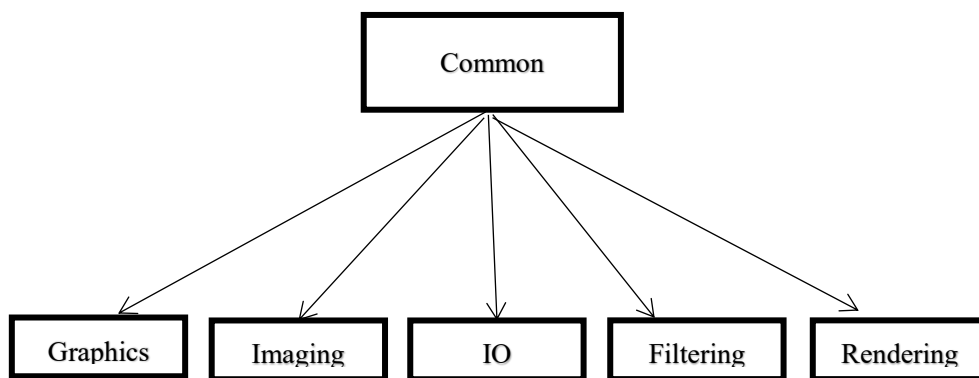 Common
Graphics
Imaging
IO
Filtering
Rendering